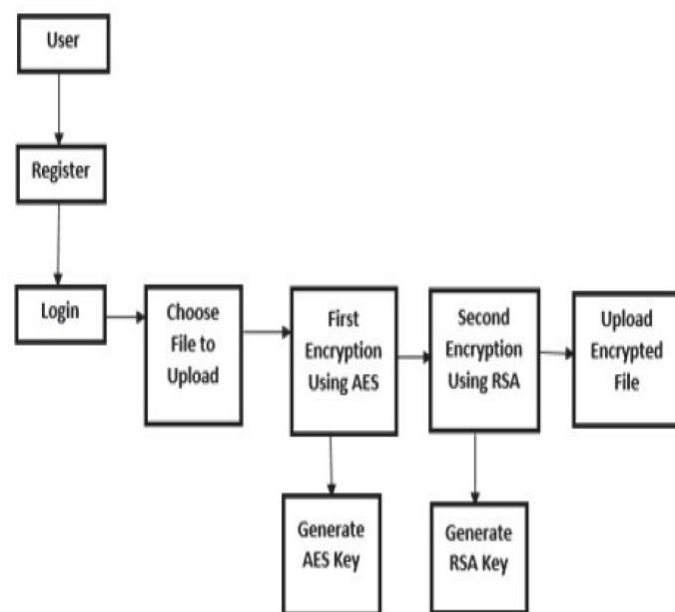 User
Register
Login
Choose
File to
Upload
First
Encryption
Using AES
Second
Encryption
Using RSA
Upload
Encrypted
File
Generate
AES Key
Generate
RSA Key